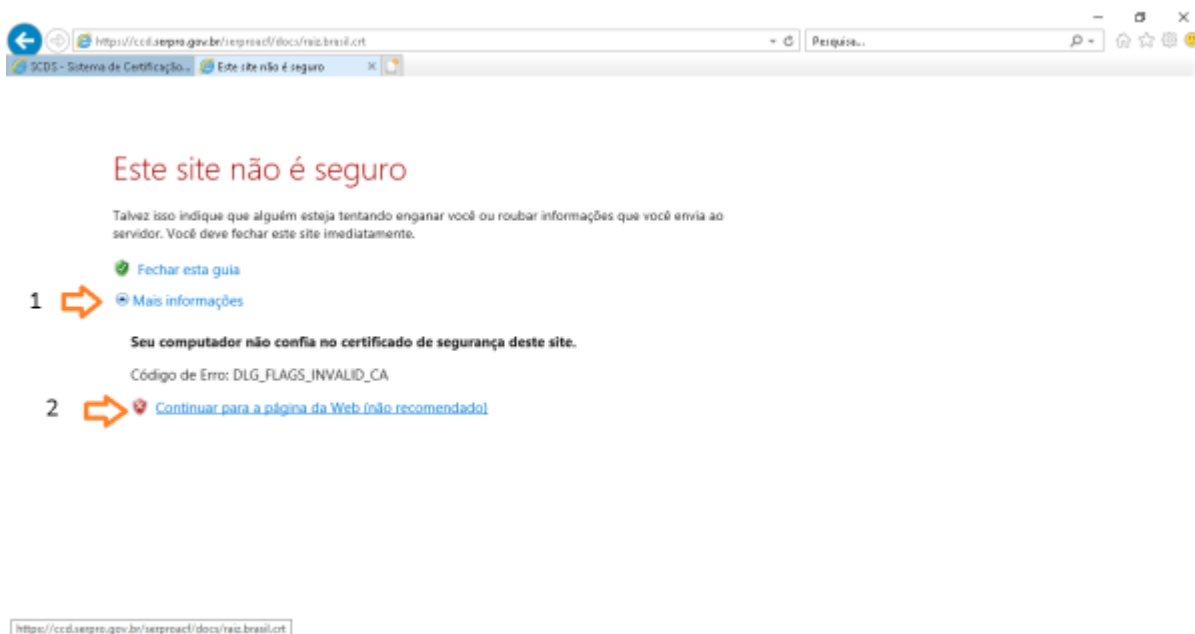 https://ccd.serpro.gov.br/serproacf/docs/raiz.brasil.crt
Pesquisa...
SCDS - Sistema de Certificação...
Este site não é seguro
Este site não é seguro
Talvez isso indique que alguém esteja tentando enganar você ou roubar informações que você envia ao
servidor. Você deve fechar este site imediatamente.
Fechar esta guia
1
Mais informações
Seu computador não confia no certificado de segurança deste site.
Código de Erro: DLG_FLAGS_INVALID_CA
2
Continuar para a página da Web (não recomendado)
https://ccd.serpro.gov.br/serproacf/docs/raiz.brasil.crt